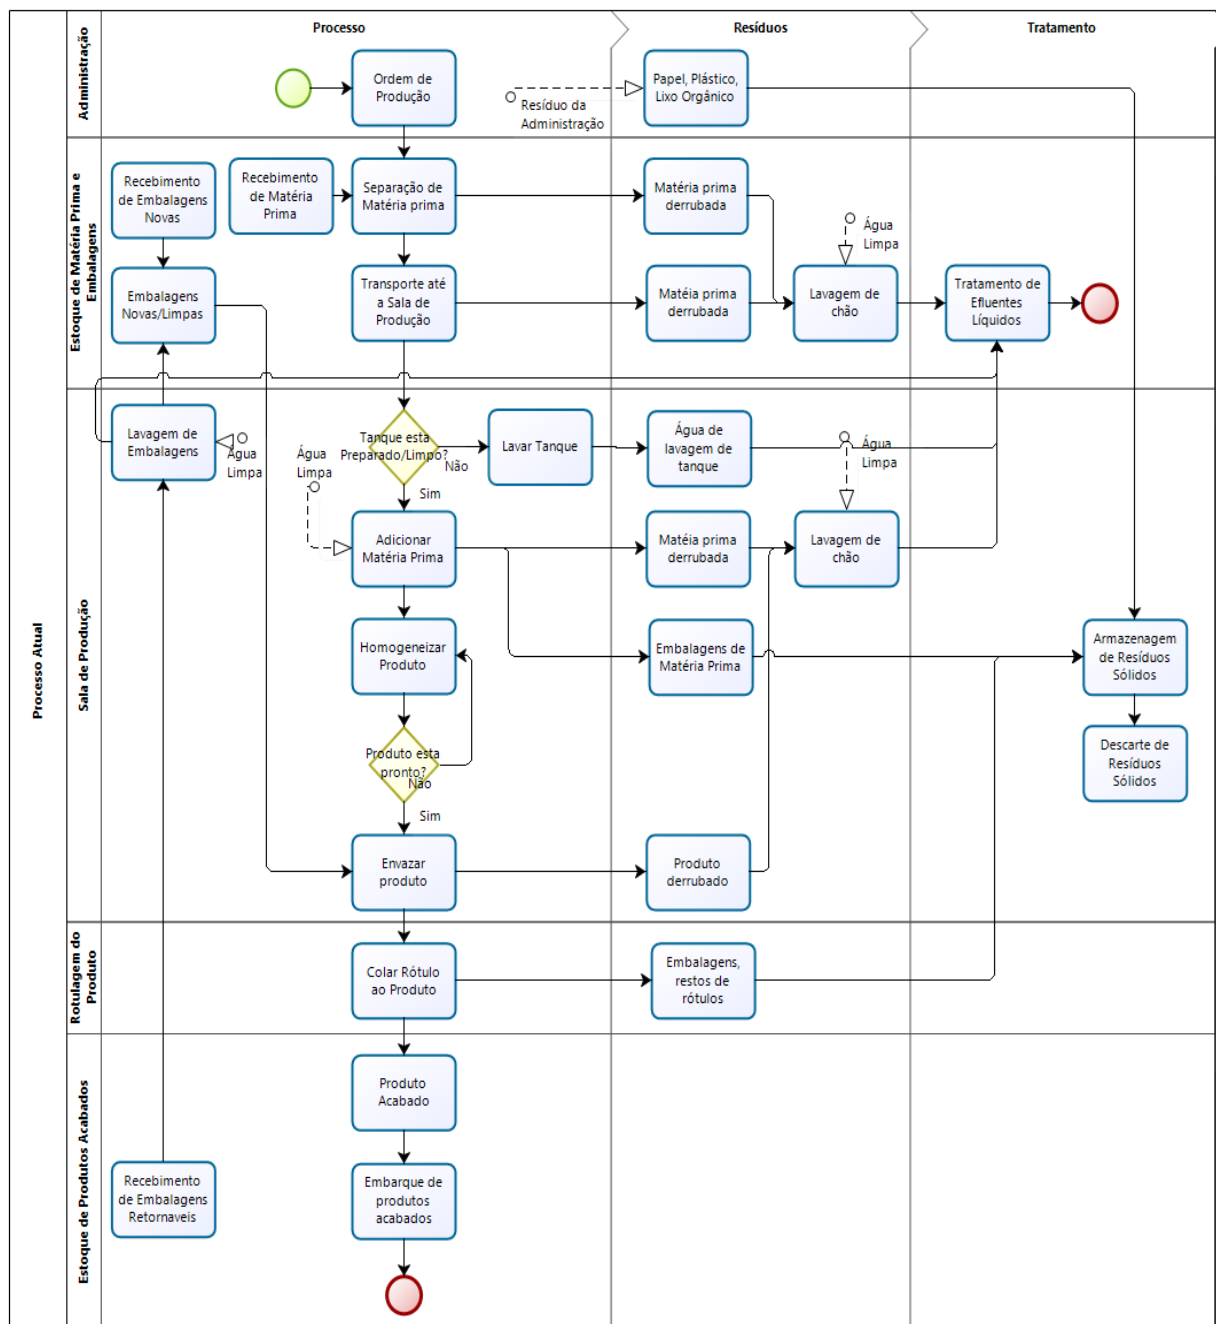 Processo
Resíduos
Tratamento
Processo Atual
Administração
Ordem de
Produção
Resíduo da
Administração
Papel, Plástico,
Lixo Orgânico
Estoque de Matéria Prima e
Embalagens
Recebimento
de Embalagens
Novas
Recebimento
de Matéria
Prima
Separação de
Matéria prima
Matéria prima
derrubada
Água
Limpa
Embalagens
Novas/Limpas
Transporte até
a Sala de
Produção
Matéia prima
derrubada
Lavagem de
chão
Tratamento de
Efluentes
Líquidos
Sala de Produção
Lavagem de
Embalagens
Água
Limpa
Água
Limpa
Tanque esta
Preparado/Limpo?
Não
Sim
Lavar Tanque
Água de
lavagem de
tanque
Água
Limpa
Adicionar
Matéria Prima
Matéia prima
derrubada
Lavagem de
chão
Homogeneizar
Produto
Embalagens de
Matéria Prima
Armazenagem
de Resíduos
Sólidos
Produto esta
pronto?
Não
Sim
Descarte de
Resíduos
Sólidos
Envazar
produto
Produto
derrubado
Rotulagem do
Produto
Colar Rótulo
ao Produto
Embalagens,
restos de
rótulos
Estoque de Produtos Acabados
Produto
Acabado
Recebimento
de Embalagens
Retornaveis
Embarque de
produtos
acabados